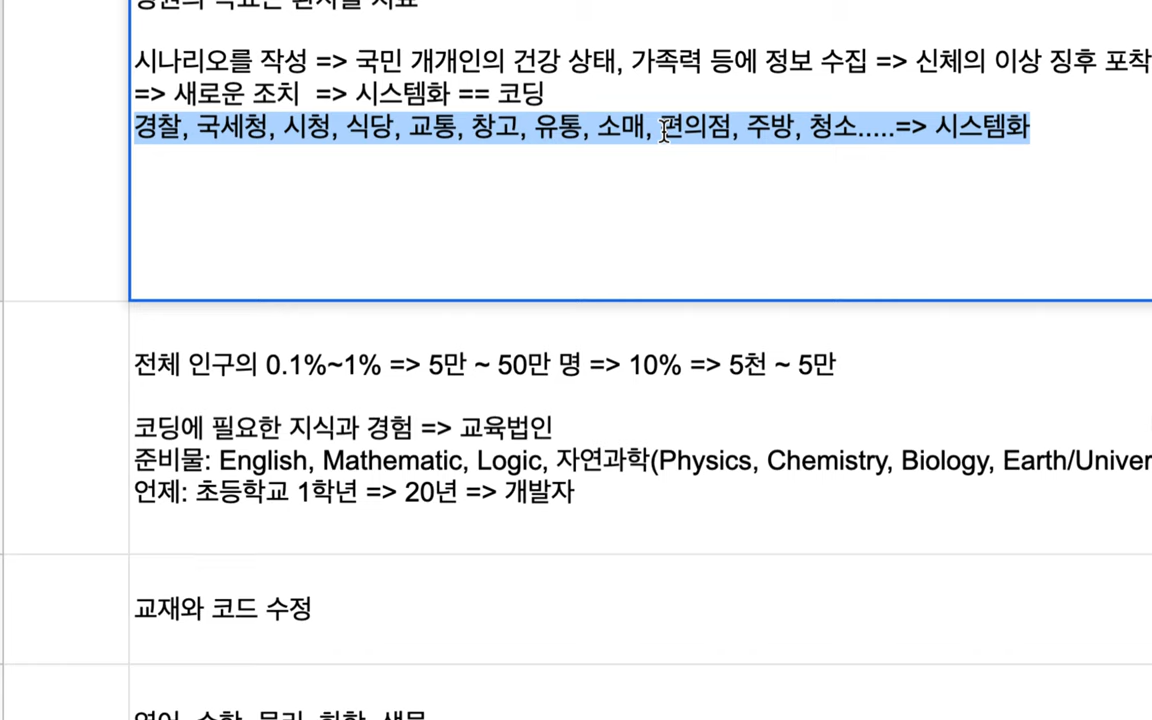 시나리오를 작성 => 국민 개개인의 건강 상태, 가족력 등에 정보 수집 => 신체의 이상 징후 포착
=> 새로운 조치  => 시스템화 == 코딩
경찰, 국세청, 시청, 식당, 교통, 창고, 유통, 소매, 편의점, 주방, 청소.....=> 시스템화
전체 인구의 0.1%~1% => 5만 ~ 50만 명 => 10% => 5천 ~ 5만
코딩에 필요한 지식과 경험 => 교육법인
준비물: English, Mathematic, Logic, 자연과학(Physics, Chemistry, Biology, Earth/Univer
언제: 초등학교 1학년 => 20년 => 개발자
교재와 코드 수정